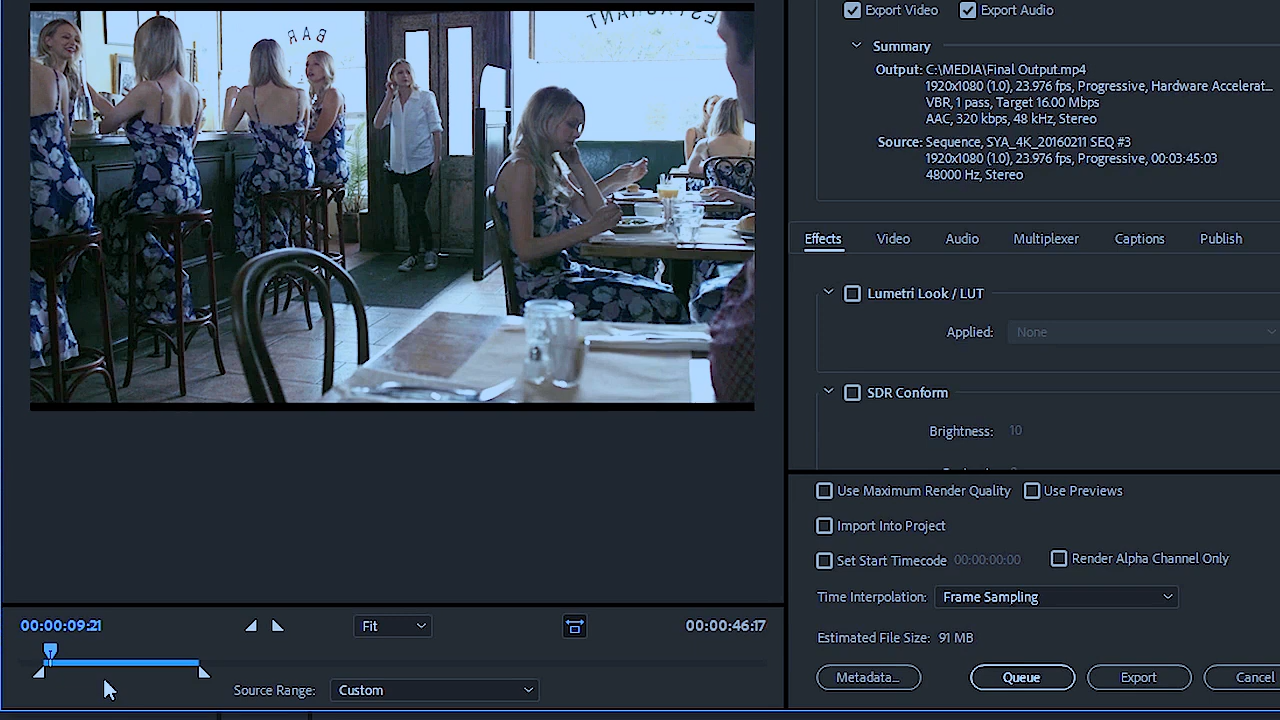 BAR
ESTAURANT
00:00:09:21
Fit
00:00:46:17
Source Range: Custom
Export Video Export Audio
Summary
Output: C:\MEDIA\Final Output.mp4
1920x1080 (1.0), 23.976 fps, Progressive, Hardware Accelerat...
VBR, 1 pass, Target 16.00 Mbps
AAC, 320 kbps, 48 kHz, Stereo
Source: Sequence, SYA_4K_20160211 SEQ #3
1920x1080 (1.0), 23.976 fps, Progressive, 00:03:45:03
48000 Hz, Stereo
Effects Video Audio Multiplexer Captions Publish
Lumetri Look / LUT
Applied: None
SDR Conform
Brightness: 10
Use Maximum Render Quality Use Previews
Import Into Project
Set Start Timecode 00:00:00:00 Render Alpha Channel Only
Time Interpolation: Frame Sampling
Estimated File Size: 91 MB
Metadata... Queue Export Cancel